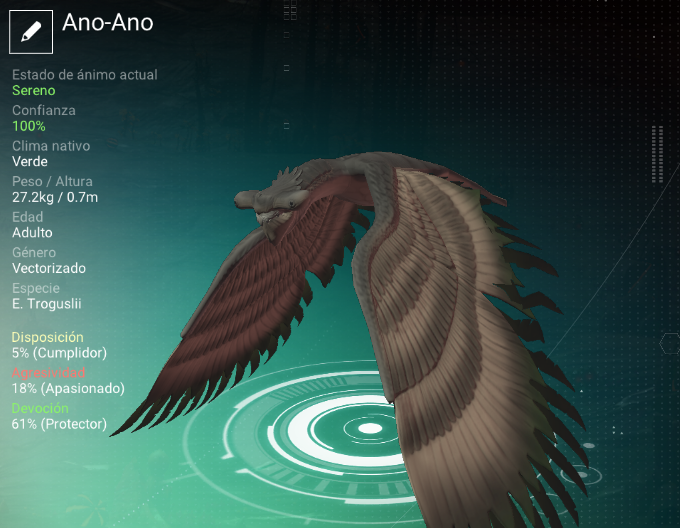 Ano-Ano
Estado de ánimo actual
Sereno
Confianza
100%
Clima nativo
Verde
Peso / Altura
27.2kg / 0.7m
Edad
Adulto
Género
Vectorizado
Especie
E. Troguslii
Disposición
5% (Cumplidor)
Agresividad
18% (Apasionado)
Devoción
61% (Protector)